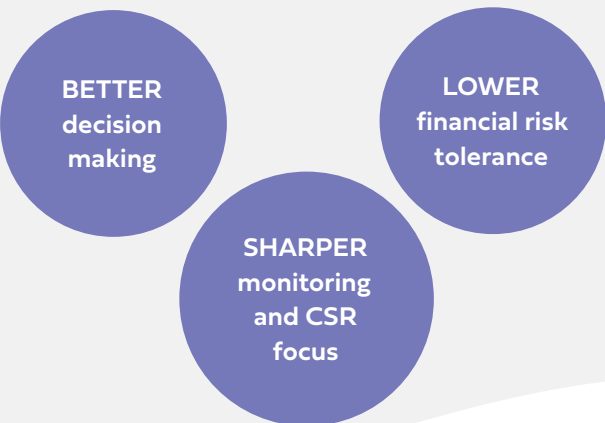 BETTER
decision
making
LOWER
financial risk
tolerance
SHARPER
monitoring
and CSR
focus